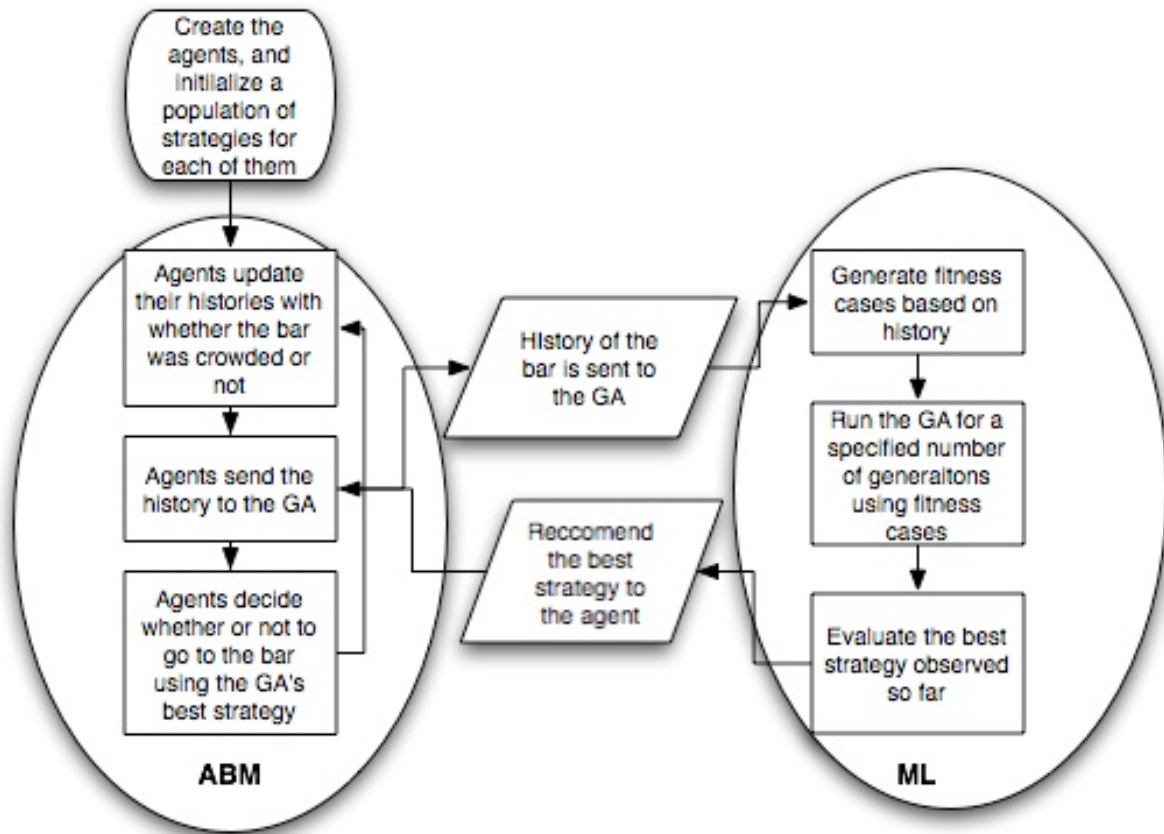 Create the
agents, and
initilalize a
population of
strategies for
each of them
Agents update
their histories with
whether the bar
was crowded or
not
Agents send the
history to the GA
Agents decide
whether or not to
go to the bar
using the GA's
best strategy
ABM
HIstory of the
bar is sent to
the GA
Reccomend
the best
strategy to
the agent
Generate fitness
cases based on
history
Run the GA for a
specified number
of generaitons
using fitness
cases
Evaluate the best
strategy observed
so far
ML